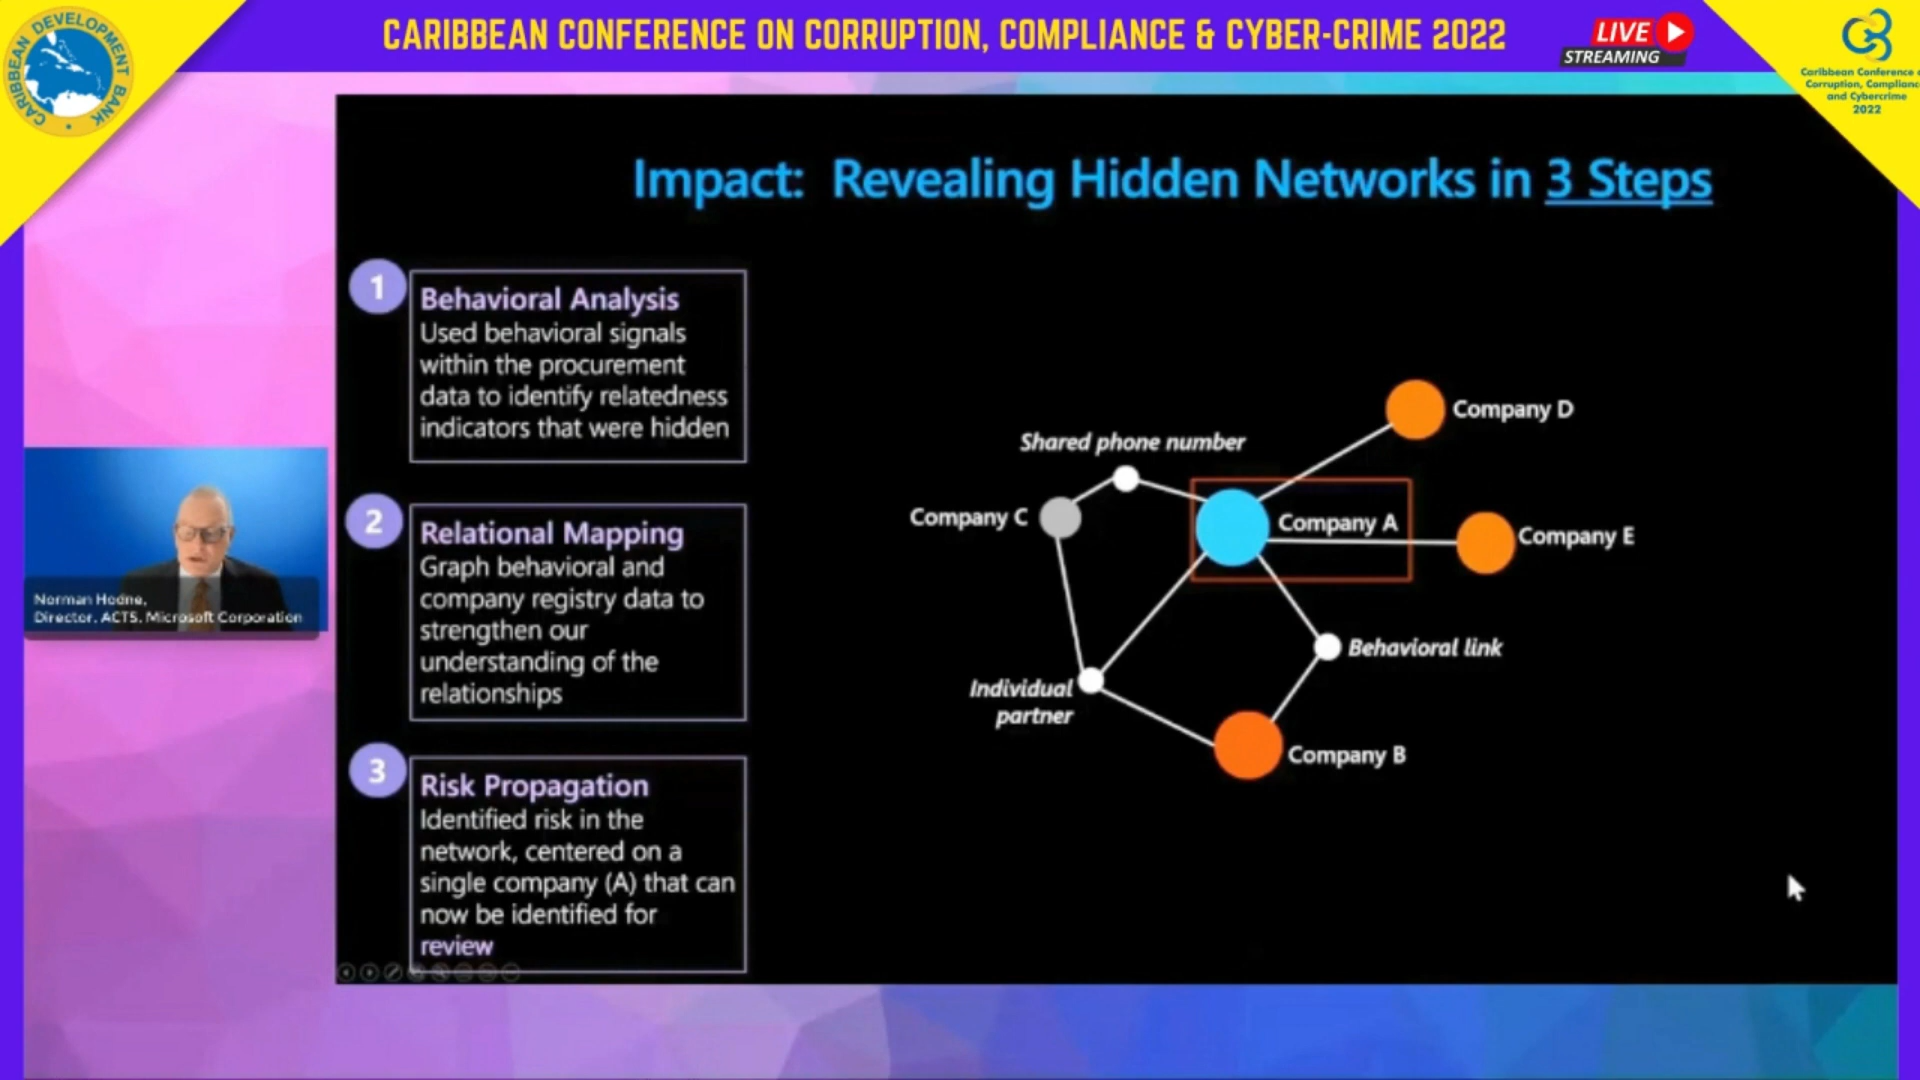 CARIBBEAN DEVELOPMENT BANK
CARIBBEAN CONFERENCE ON CORRUPTION, COMPLIANCE & CYBER-CRIME 2022
LIVE
STREAMING
Caribbean Conference o
Corruption, Complianc
and Cybercrime
2022
Impact: Revealing Hidden Networks in 3 Steps
1
Behavioral Analysis
Used behavioral signals
within the procurement
data to identify relatedness
indicators that were hidden
2
Relational Mapping
Graph behavioral and
company registry data to
strengthen our
understanding of the
relationships
3
Risk Propagation
Identified risk in the
network, centered on a
single company (A) that can
now be identified for
review
Company D
Shared phone number
Company C
Company A
Company E
Behavioral link
Individual
partner
Company B
Norman Hodne,
Director, ACTS, Microsoft Corporation